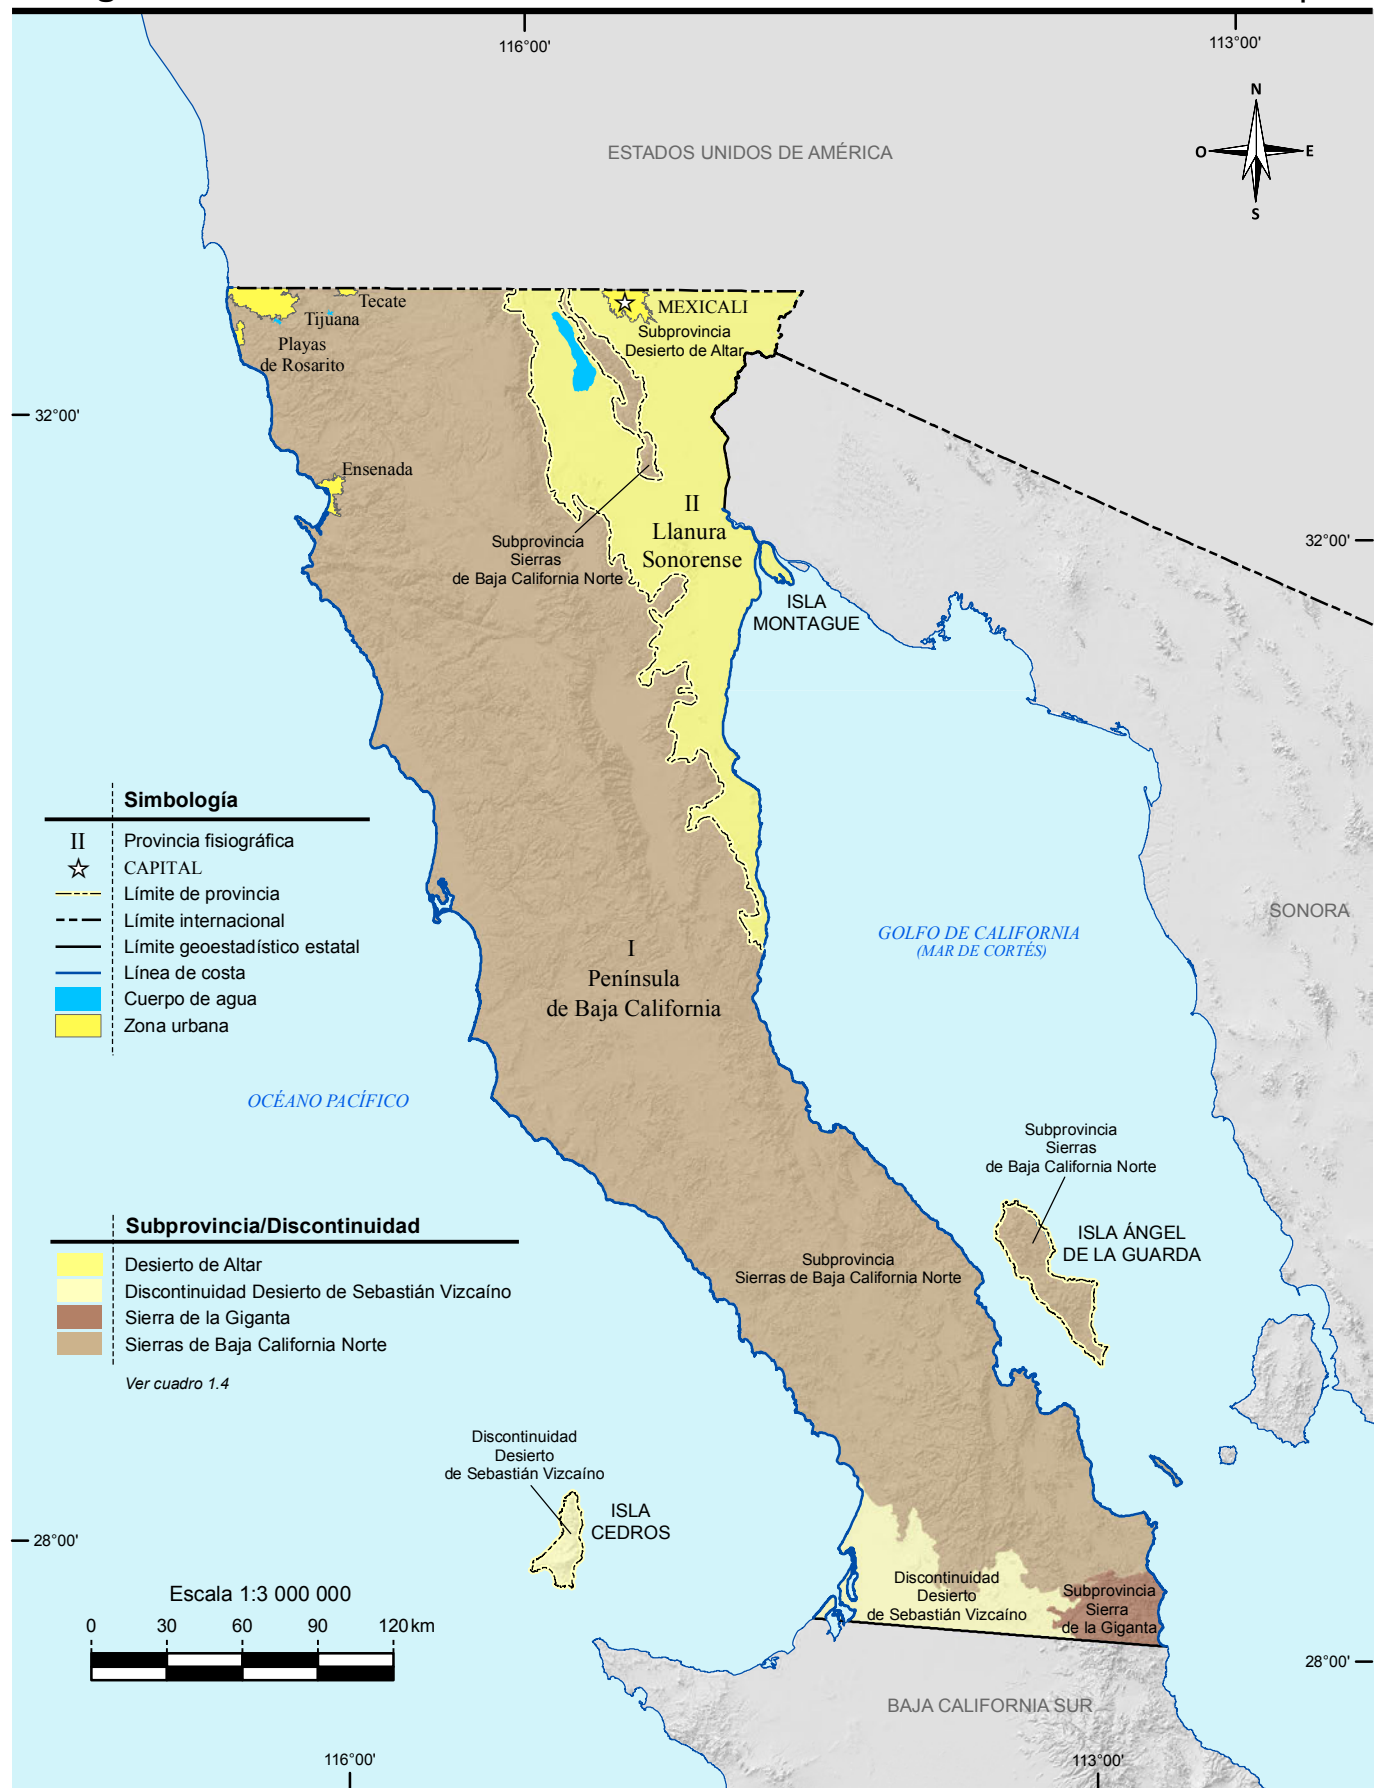 116°00'
113°00'
N
O
E
S
ESTADOS UNIDOS DE AMÉRICA
Tecate
Tijuana
Playas
de Rosarito
MEXICALI
Subprovincia
Desierto de Altar
32°00'
Ensenada
II
Llanura
Sonorense
Subprovincia
Sierras
de Baja California Norte
32°00'
ISLA
MONTAGUE
Simbología
II
Provincia fisiográfica
CAPITAL
Límite de provincia
Límite internacional
Límite geoestadístico estatal
Línea de costa
Cuerpo de agua
Zona urbana
SONORA
GOLFO DE CALIFORNIA
(MAR DE CORTÉS)
I
Península
de Baja California
OCÉANO PACÍFICO
Subprovincia
Sierras
de Baja California Norte
ISLA ÁNGEL
DE LA GUARDA
Subprovincia/Discontinuidad
Desierto de Altar
Discontinuidad Desierto de Sebastián Vizcaíno
Sierra de la Giganta
Sierras de Baja California Norte
Ver cuadro 1.4
Subprovincia
Sierras de Baja California Norte
Discontinuidad
Desierto
de Sebastián Vizcaíno
ISLA
CEDROS
28°00'
Discontinuidad
Desierto
de Sebastián Vizcaíno
Subprovincia
Sierra
de la Giganta
Escala 1:3 000 000
0 30 60 90 120 km
28°00'
BAJA CALIFORNIA SUR
116°00'
113°00'